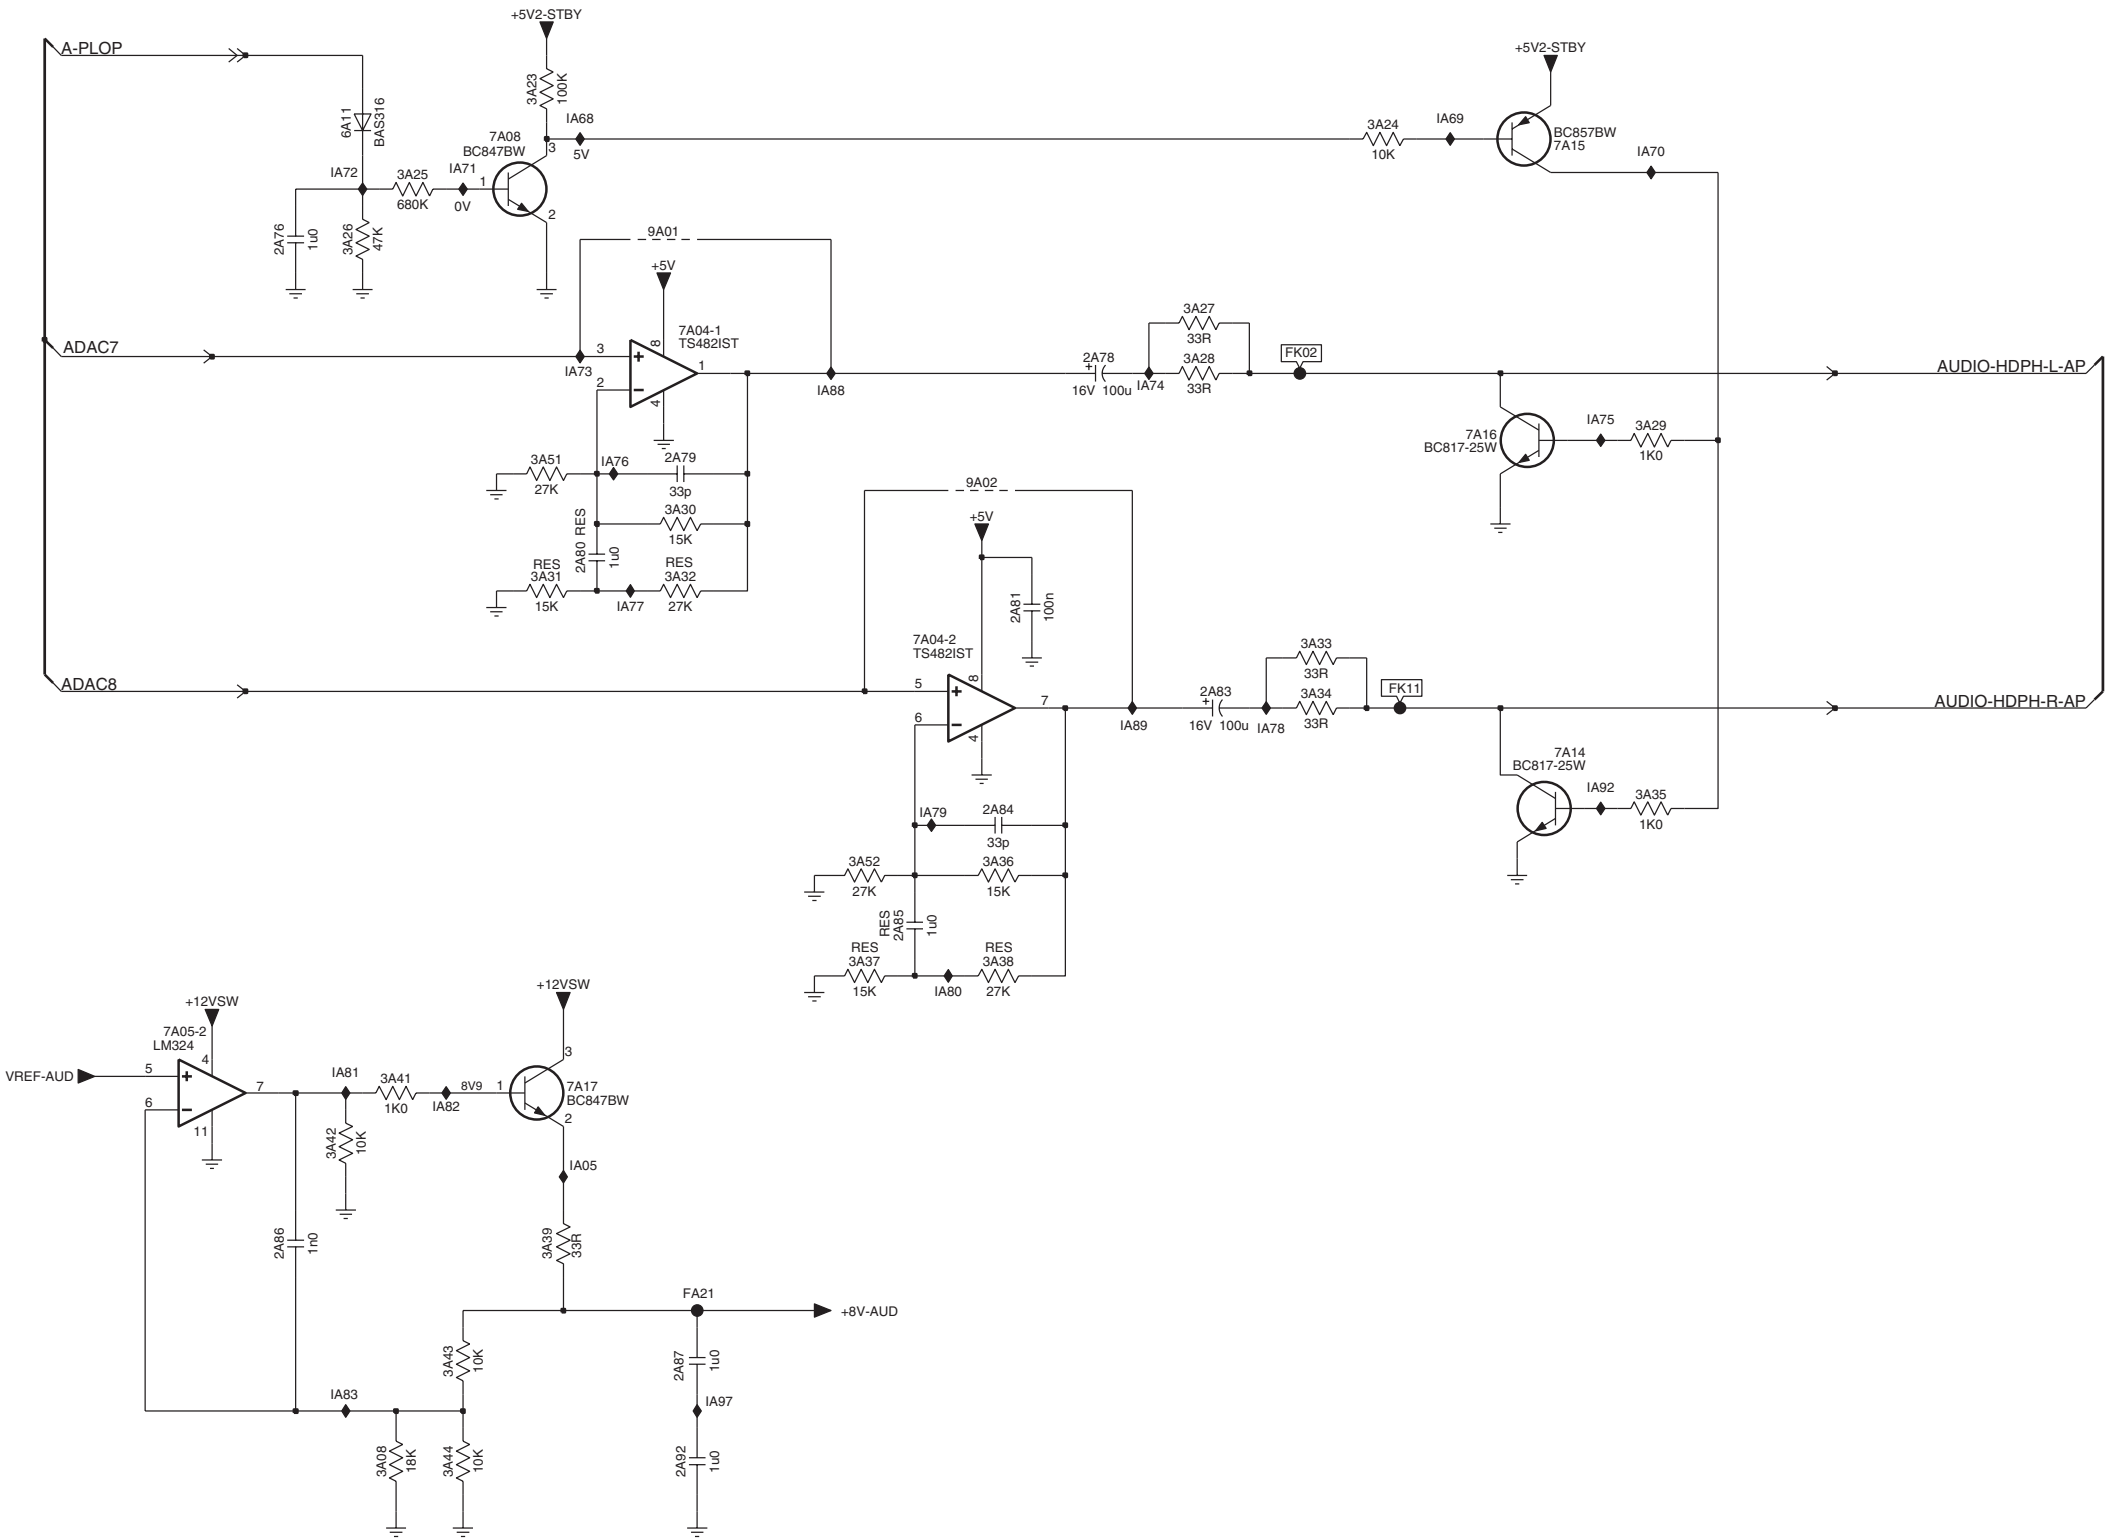 +5V2-STBY
A-PLOP
+5V2-STBY
3A23
100K
6A11
BAS316
IA68
5V
3A24
10K
IA69
BC857BW
7A15
IA70
7A08
BC847BW
3
IA72
3A25
680K
IA71
0V
1
2
2A76
1u0
3A26
47K
9A01
+5V
7A04-1
TS482IST
8
ADAC7
3
IA73
2
4
1
IA88
2A78
+
16V
100u
IA74
3A27
33R
3A28
33R
FK02
AUDIO-HDPH-L-AP
7A16
BC817-25W
IA75
3A29
1K0
3A51
27K
IA76
2A79
33p
3A30
15K
2A80 RES
1u0
RES
3A31
15K
IA77
RES
3A32
27K
9A02
+5V
2A81
100n
7A04-2
TS482IST
8
ADAC8
5
6
4
7
IA89
2A83
+
16V
100u
IA78
3A33
33R
3A34
33R
FK11
AUDIO-HDPH-R-AP
7A14
BC817-25W
IA92
3A35
1K0
IA79
2A84
33p
3A52
27K
3A36
15K
RES
2A85
1u0
RES
3A37
15K
IA80
RES
3A38
27K
+12VSW
7A05-2
LM324
4
VREF-AUD
5
6
11
7
IA81
3A41
1K0
IA82
8V9
1
+12VSW
3
7A17
BC847BW
2
3A42
10K
IA05
2A86
1n0
3A39
33R
FA21
+8V-AUD
3A43
10K
2A87
1u0
IA83
IA97
3A08
18K
3A44
10K
2A92
1u0